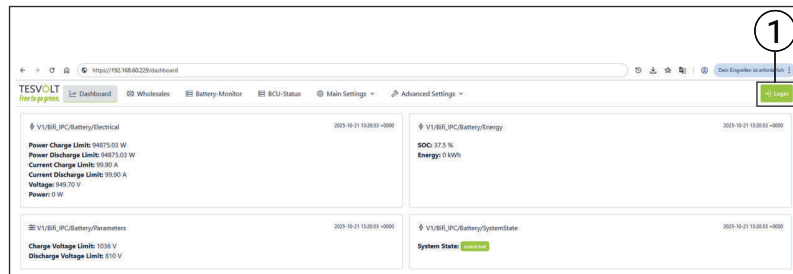 1
https://192.168.60.229/dashboard
Dein Eingreifen ist erforderlich
TESVOLT
Free to go green.
Dashboard
Wholesales
Battery-Monitor
BCU-Status
Main Settings
Advanced Settings
Login
V1/Bifi_IPC/Battery/Electrical
2025-10-21 13:20:53 +0000
Power Charge Limit: 94875.03 W
Power Discharge Limit: 94875.03 W
Current Charge Limit: 99.90 A
Current Discharge Limit: 99.90 A
Voltage: 949.70 V
Power: 0 W
V1/Bifi_IPC/Battery/Energy
2025-10-21 13:20:53 +0000
SOC: 37.5 %
Energy: 0 kWh
V1/Bifi_IPC/Battery/Parameters
2025-10-21 13:20:53 +0000
Charge Voltage Limit: 1036 V
Discharge Voltage Limit: 810 V
V1/Bifi_IPC/Battery/SystemState
2025-10-21 13:20:53 +0000
System State: restricted